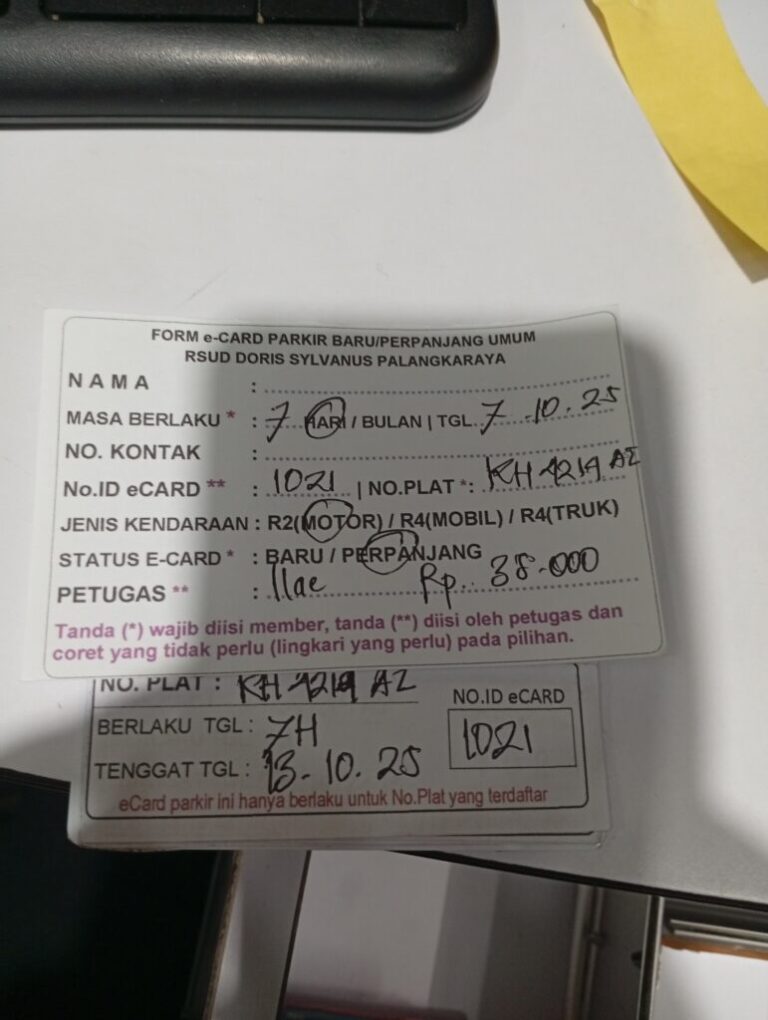 FORM e-CARD PARKIR BARU/PERPANJANG UMUM
RSUD DORIS SYLVANUS PALANGKARAYA
NAMA :
MASA BERLAKU * : 7 HARI / BULAN | TGL. 7.10.25
NO. KONTAK :
No.ID eCARD ** : 1021 | NO.PLAT *: KH 4219 AZ
JENIS KENDARAAN : R2(MOTOR) / R4(MOBIL) / R4(TRUK)
STATUS E-CARD * : BARU / PERPANJANG
PETUGAS ** : Ilae Rp. 38.000
Tanda (*) wajib diisi member, tanda (**) diisi oleh petugas dan
coret yang tidak perlu (lingkari yang perlu) pada pilihan.
NO. PLAT : KH 4219 AZ
NO.ID eCARD
BERLAKU TGL : 7H
1021
TENGGAT TGL : 13-10.25
eCard parkir ini hanya berlaku untuk No.Plat yang terdaftar